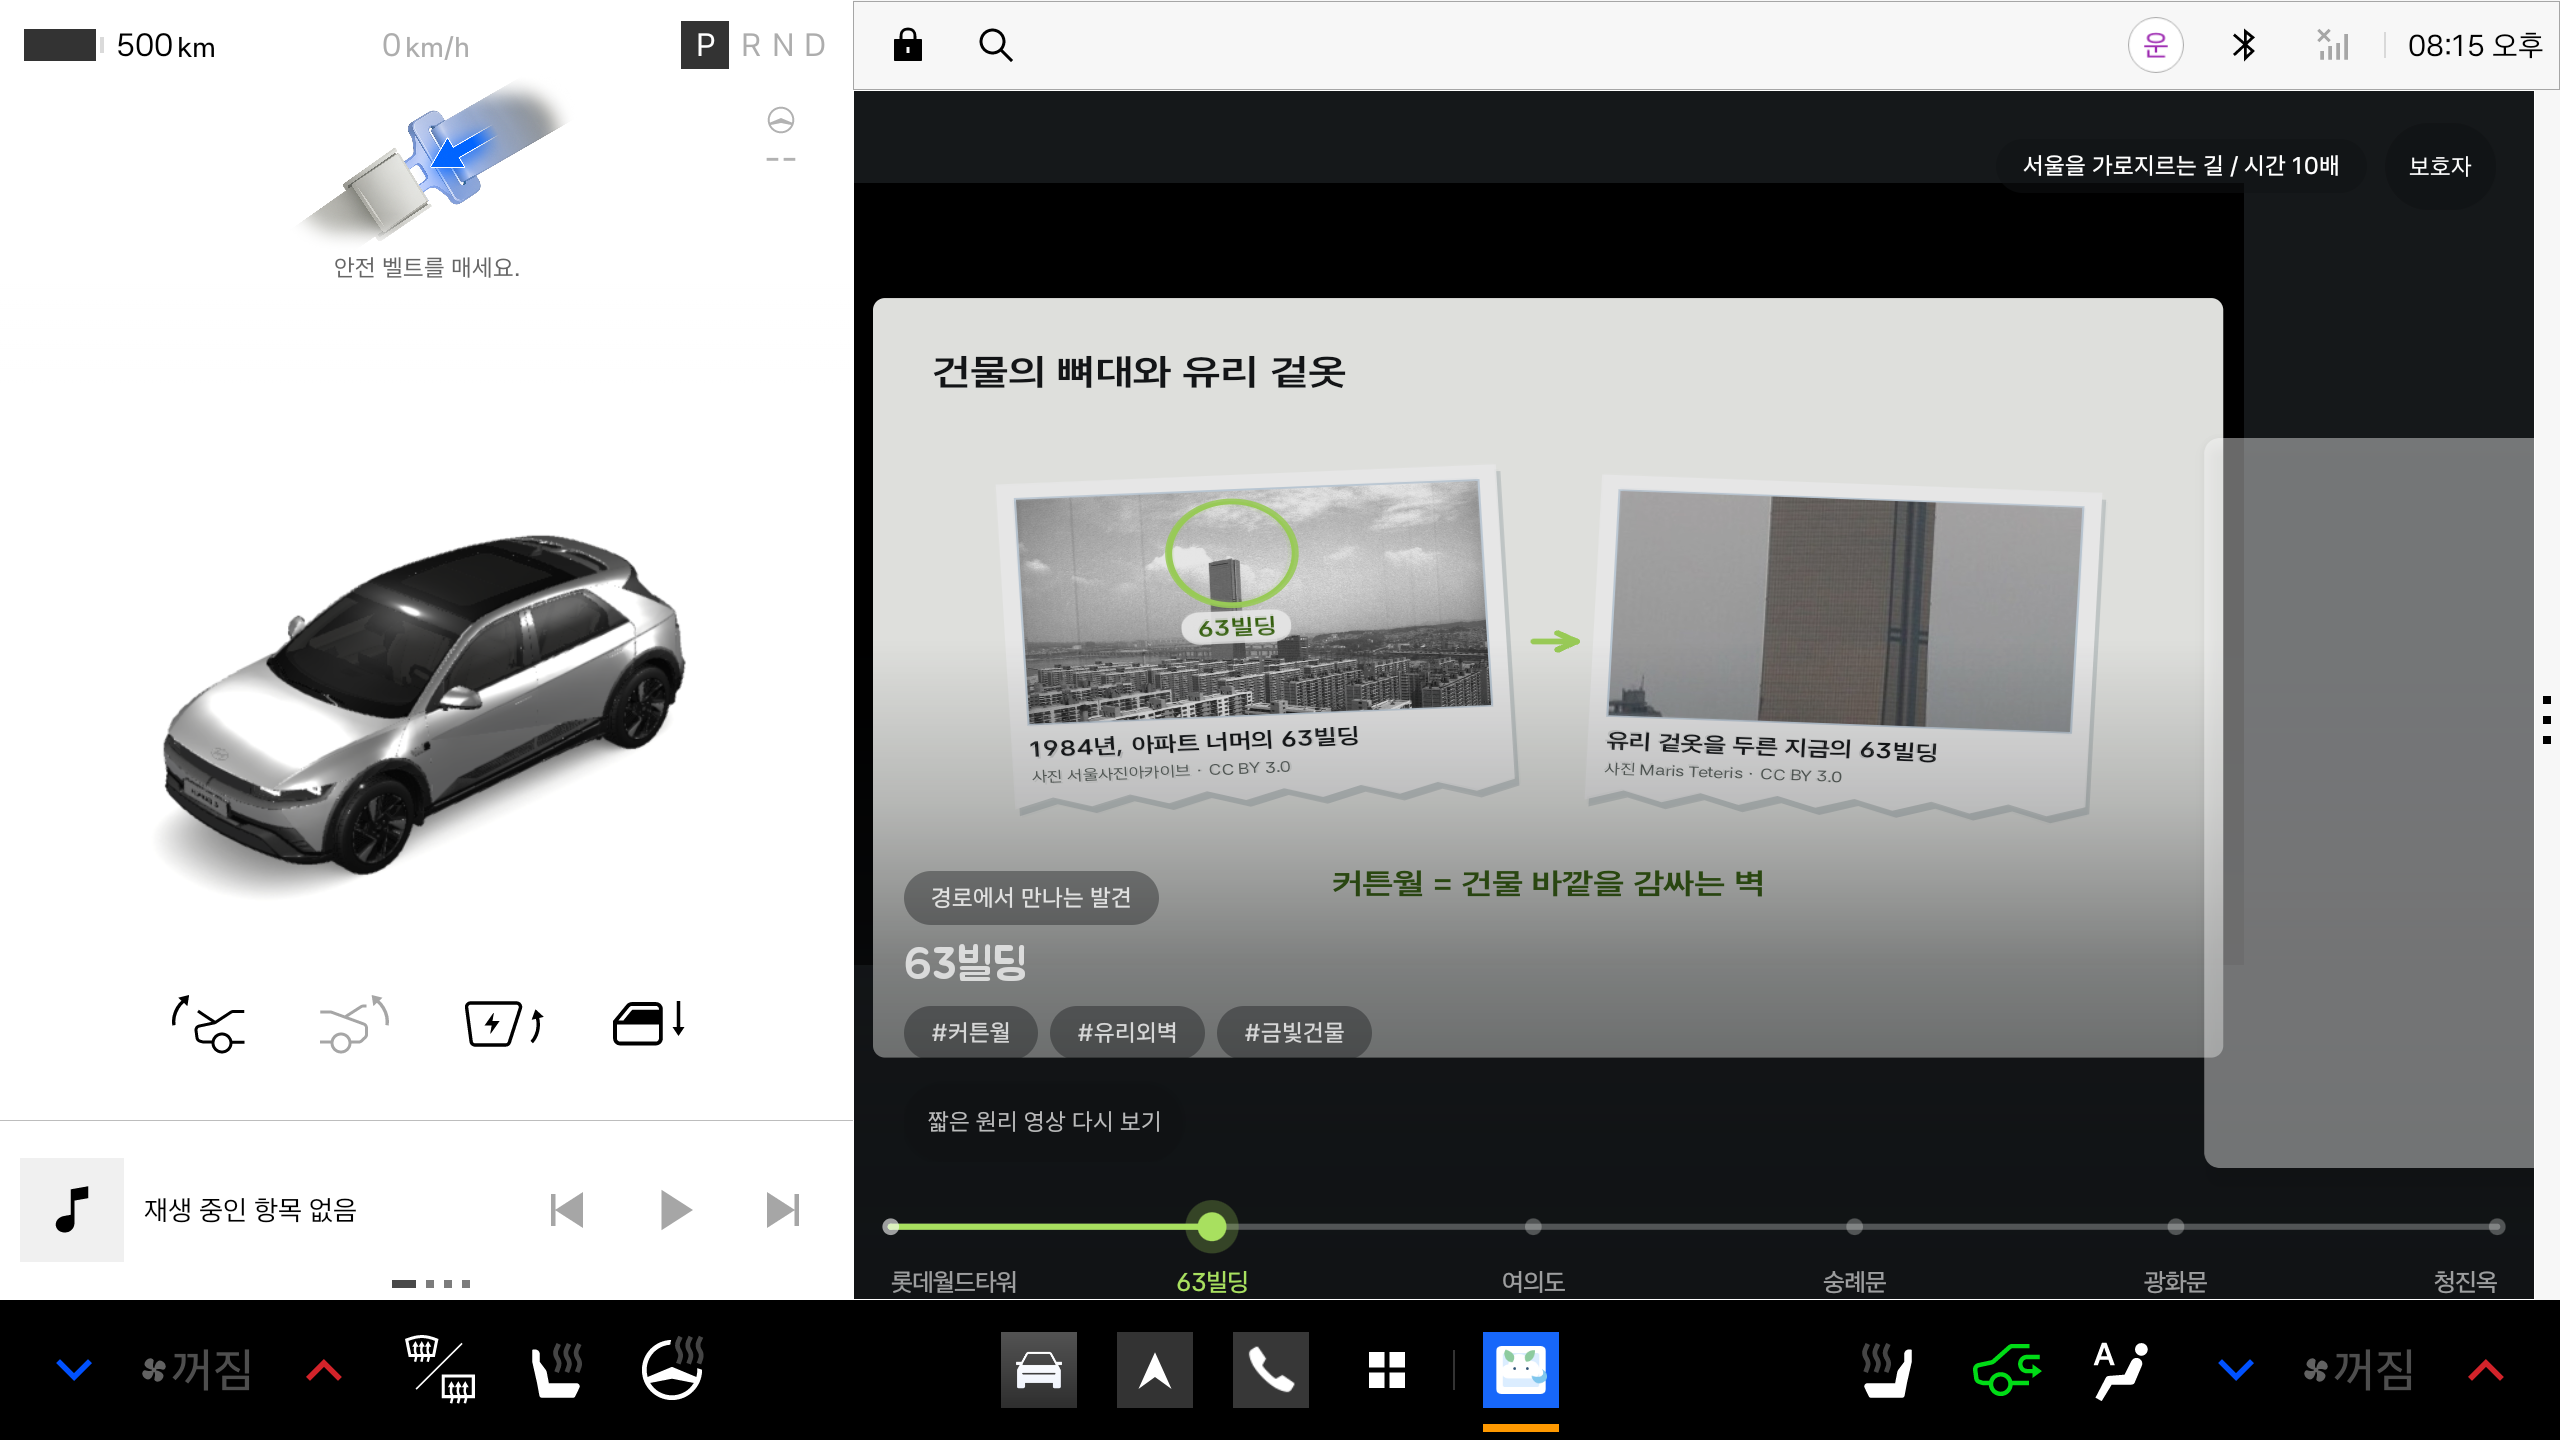 500 km
0 km/h
P R N D
08:15 오후
운
안전 벨트를 매세요.
서울을 가로지르는 길 / 시간 10배
보호자
건물의 뼈대와 유리 겉옷
63빌딩
1984년, 아파트 너머의 63빌딩
사진 서울사진아카이브 · CC BY 3.0
유리 겉옷을 두른 지금의 63빌딩
사진 Maris Teteris · CC BY 3.0
커튼월 = 건물 바깥을 감싸는 벽
경로에서 만나는 발견
63빌딩
#커튼월
#유리외벽
#금빛건물
짧은 원리 영상 다시 보기
재생 중인 항목 없음
롯데월드타워
63빌딩
여의도
숭례문
광화문
청진옥
꺼짐
A
꺼짐